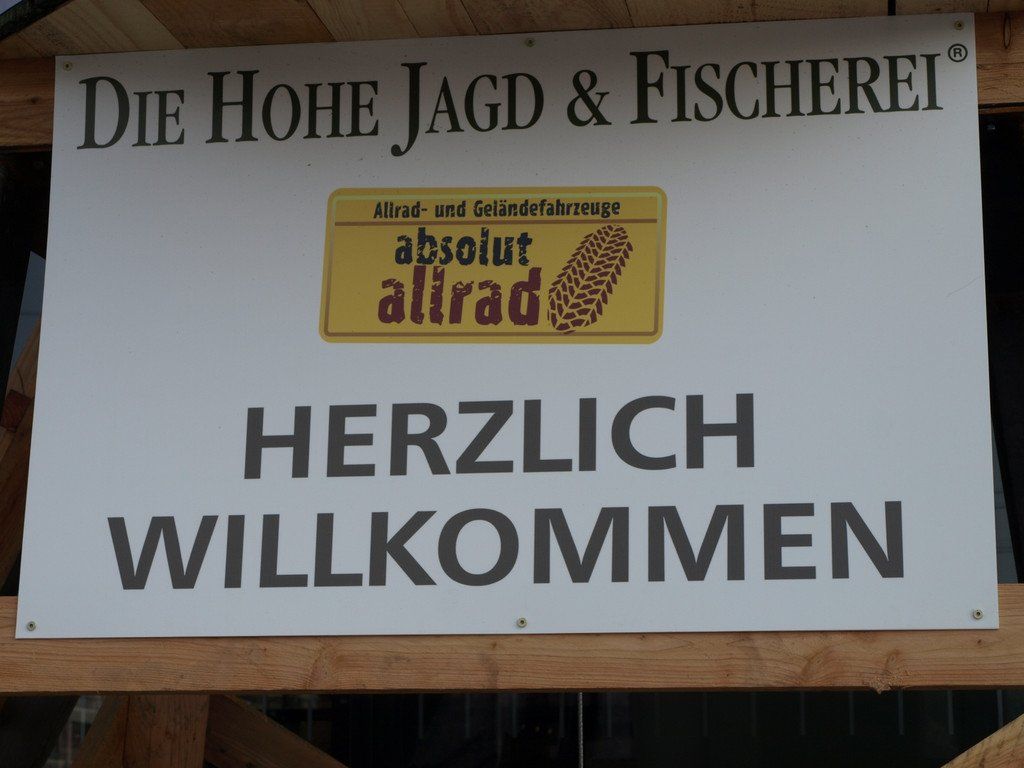 DIE HOHE JAGD & FISCHEREI®
Allrad- und Geländefahrzeuge
absolut
allrad
HERZLICH
WILLKOMMEN